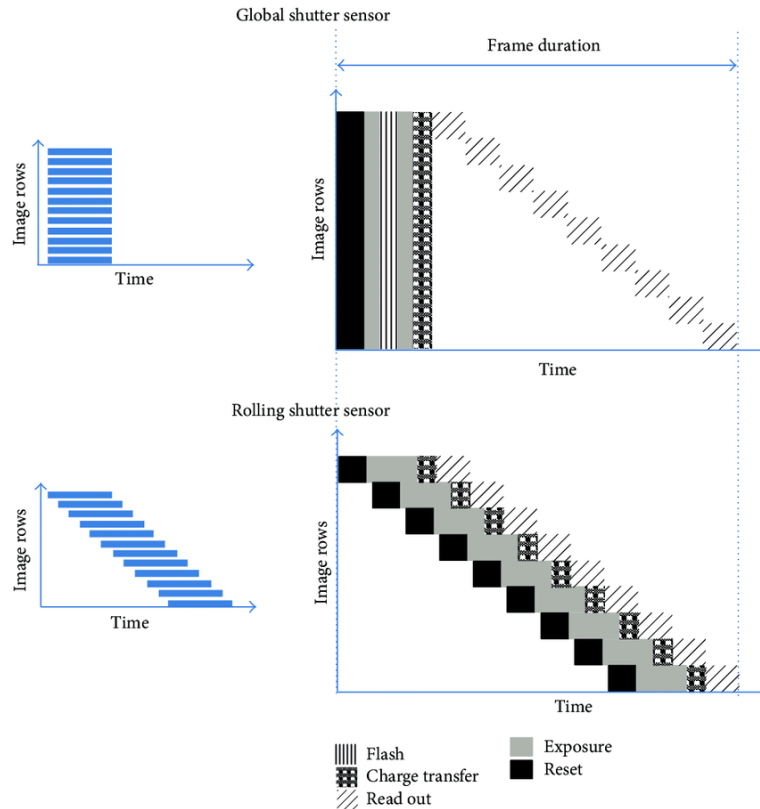 Global shutter sensor
Frame duration
Image rows
Time
Image rows
Time
Rolling shutter sensor
Image rows
Time
Image rows
Time
Flash
Charge transfer
Read out
Exposure
Reset